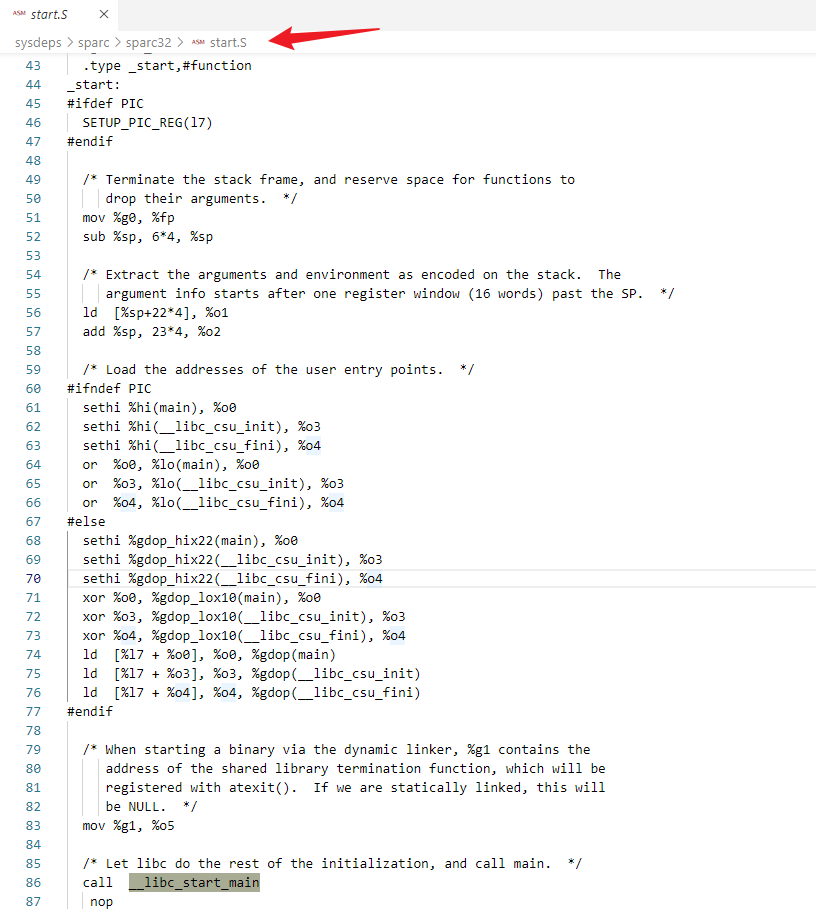 ASM start.S ×
sysdeps > sparc > sparc32 > ASM start.S
43 .type _start,#function
44 _start:
45 #ifdef PIC
46 SETUP_PIC_REG(l7)
47 #endif
48
49 /* Terminate the stack frame, and reserve space for functions to
50 drop their arguments. */
51 mov %g0, %fp
52 sub %sp, 6*4, %sp
53
54 /* Extract the arguments and environment as encoded on the stack. The
55 argument info starts after one register window (16 words) past the SP. */
56 ld [%sp+22*4], %o1
57 add %sp, 23*4, %o2
58
59 /* Load the addresses of the user entry points. */
60 #ifndef PIC
61 sethi %hi(main), %o0
62 sethi %hi(__libc_csu_init), %o3
63 sethi %hi(__libc_csu_fini), %o4
64 or %o0, %lo(main), %o0
65 or %o3, %lo(__libc_csu_init), %o3
66 or %o4, %lo(__libc_csu_fini), %o4
67 #else
68 sethi %gdop_hix22(main), %o0
69 sethi %gdop_hix22(__libc_csu_init), %o3
70 sethi %gdop_hix22(__libc_csu_fini), %o4
71 xor %o0, %gdop_lox10(main), %o0
72 xor %o3, %gdop_lox10(__libc_csu_init), %o3
73 xor %o4, %gdop_lox10(__libc_csu_fini), %o4
74 ld [%l7 + %o0], %o0, %gdop(main)
75 ld [%l7 + %o3], %o3, %gdop(__libc_csu_init)
76 ld [%l7 + %o4], %o4, %gdop(__libc_csu_fini)
77 #endif
78
79 /* When starting a binary via the dynamic linker, %g1 contains the
80 address of the shared library termination function, which will be
81 registered with atexit(). If we are statically linked, this will
82 be NULL. */
83 mov %g1, %o5
84
85 /* Let libc do the rest of the initialization, and call main. */
86 call __libc_start_main
87 nop